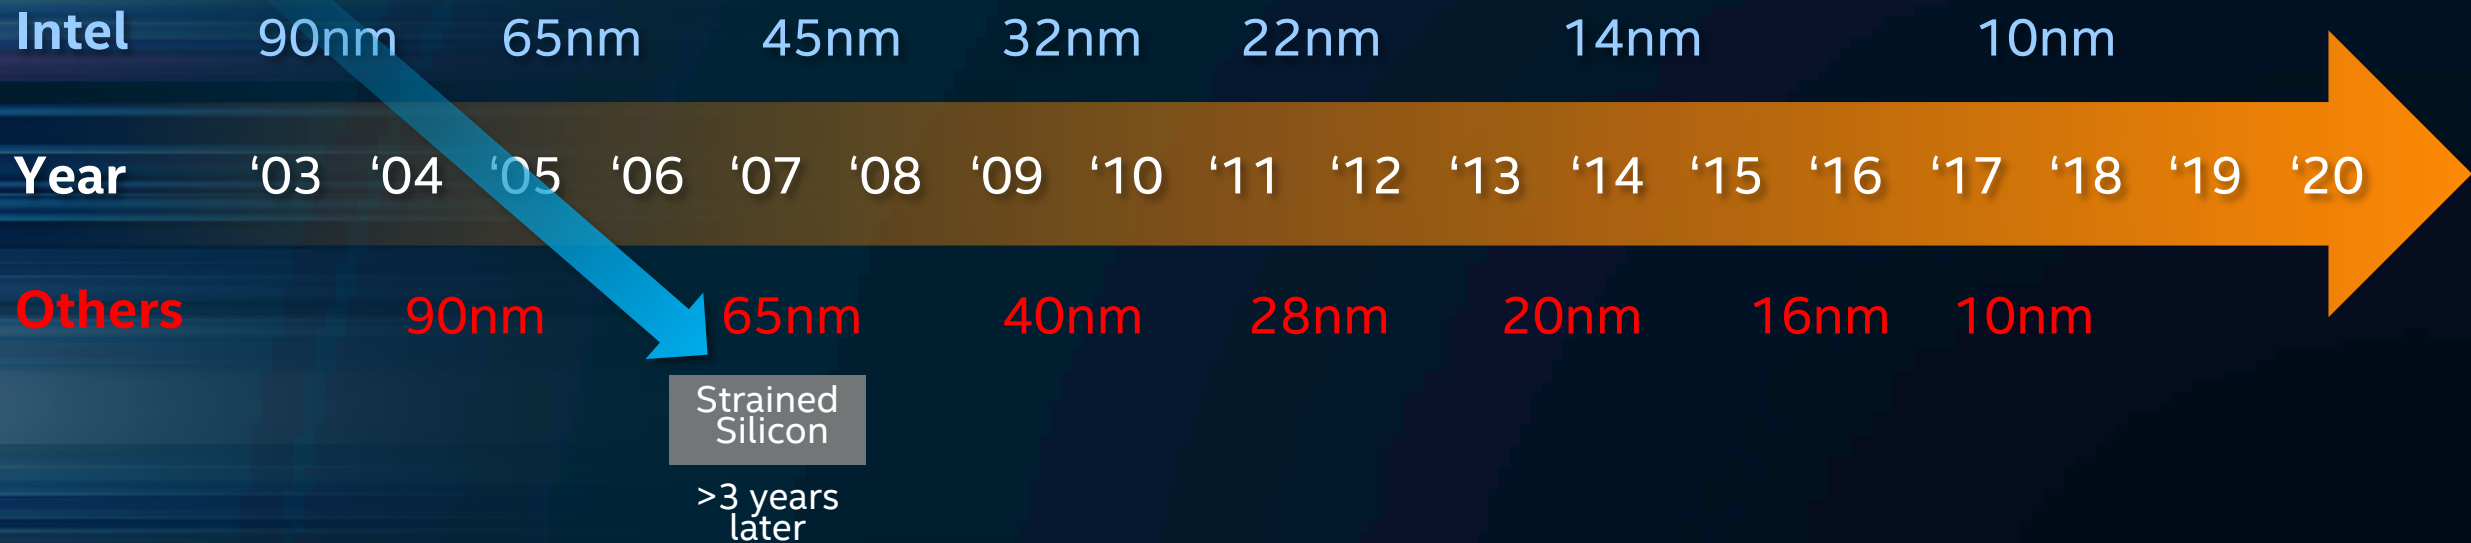 Intel 90nm 65nm 45nm 32nm 22nm 14nm 10nm
Year ‘03 ‘04 ‘05 ‘06 ‘07 ‘08 ‘09 ‘10 ‘11 ‘12 ‘13 ‘14 ‘15 ‘16 ‘17 ‘18 ‘19 ‘20
Others 90nm 65nm 40nm 28nm 20nm 16nm 10nm
Strained
Silicon
>3 years
later